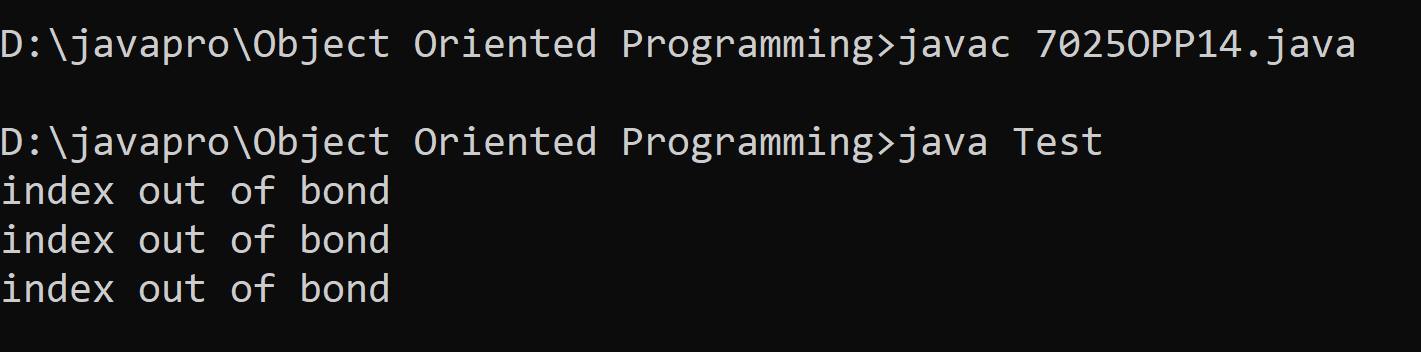 D:\javapro\Object Oriented Programming>javac 7025OPP14.java
D:\javapro\Object Oriented Programming>java Test
index out of bond
index out of bond
index out of bond